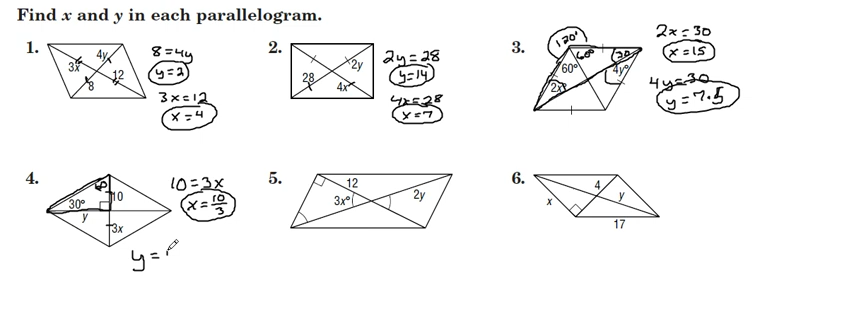 Find x and y in each parallelogram.
1.
3x
4y
12
8
8=4y
y=2
3x=12
x=4
2.
28
2y
4x
2y=28
y=14
4x=28
x=7
3.
120°
60°
30
60°
2x°
4y°
2x=30
x=15
4y=30
y=7.5
4.
30°
10
y
3x
10=3x
x=10/3
y=
5.
12
3x°
2y
6.
4
x
y
17